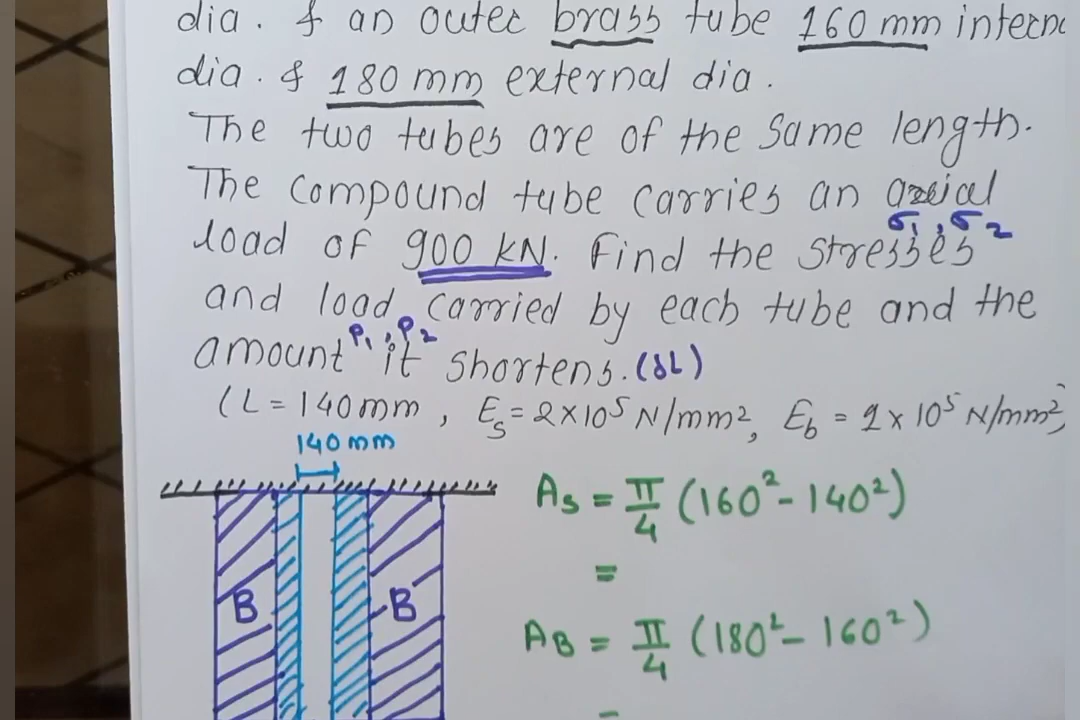 dia. & an outer brass tube 160 mm interna
dia. & 180 mm external dia.
The two tubes are of the same length.
The compound tube carries an axial
load of 900 kN. Find the stresses
σ1, σ2
and load carried by each tube and the
P1, P2
amount it shortens. (δL)
(L = 140 mm, Es = 2×10⁵ N/mm², Eb = 1×10⁵ N/mm²)
140 mm
As = π/4 (160² - 140²)
=
B B
AB = π/4 (180² - 160²)
=